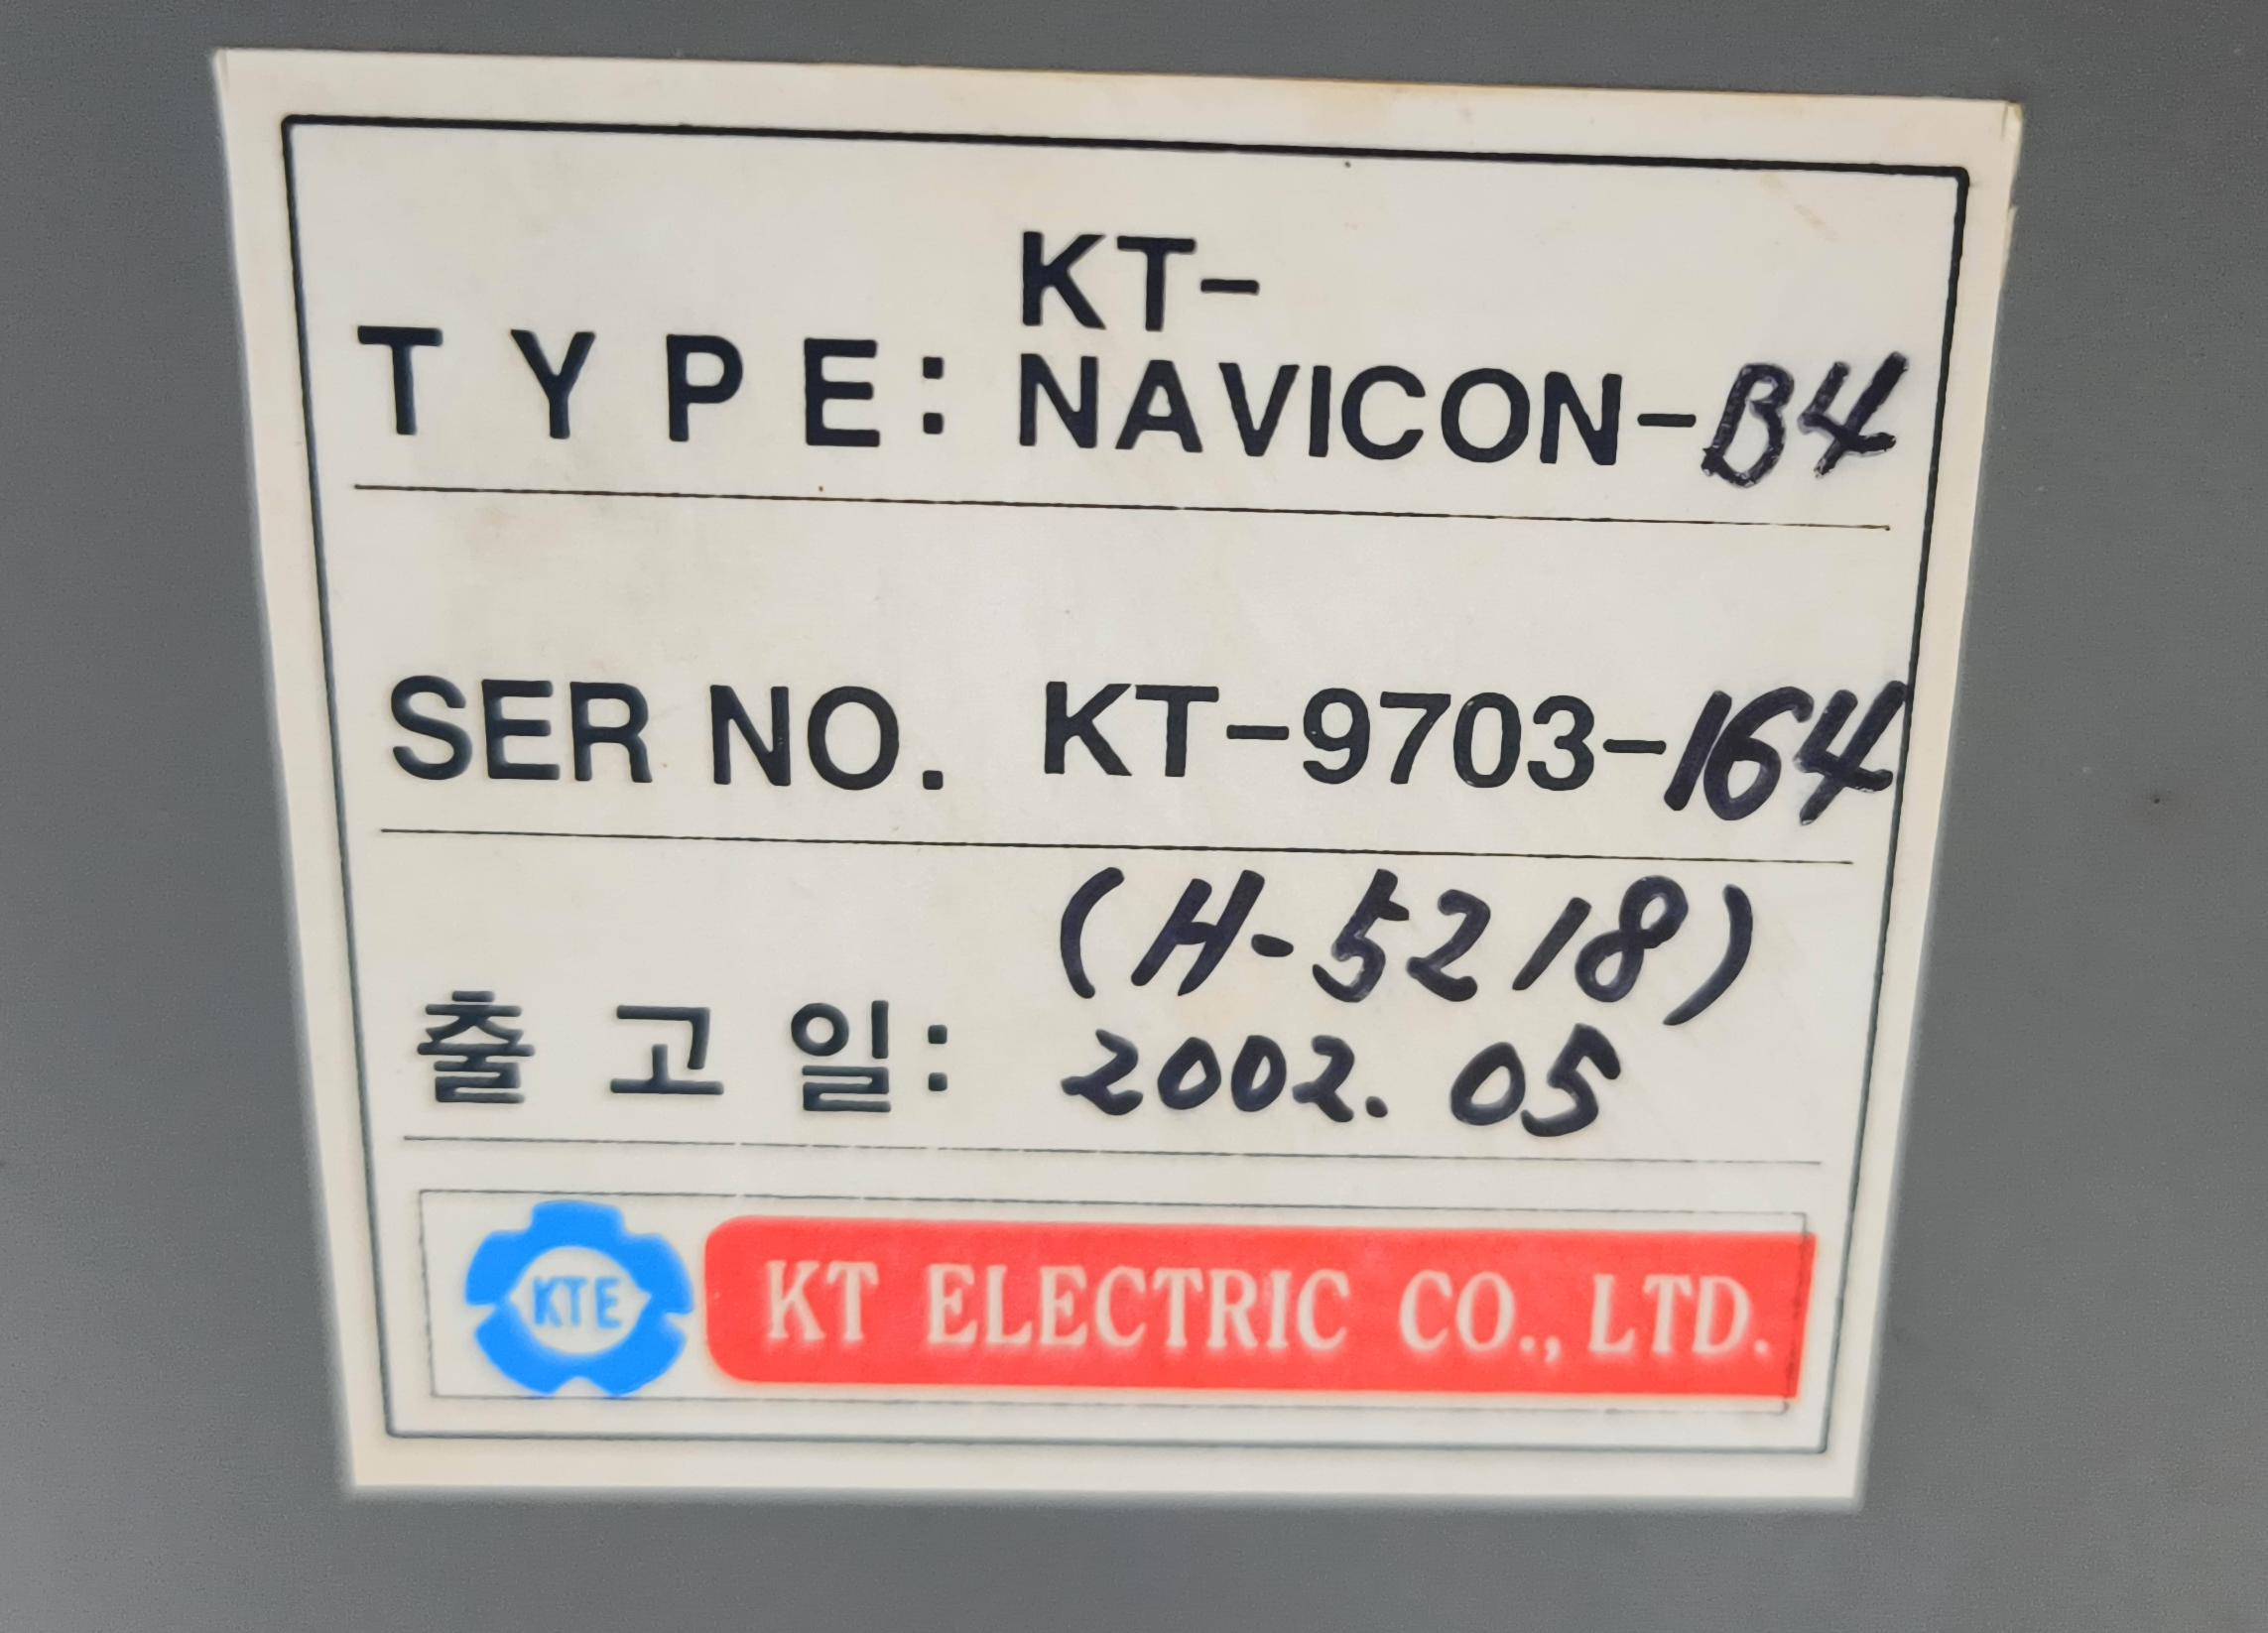 KT-
TYPE: NAVICON-B4
SER NO. KT-9703-164
(H-5218)
출고일: 2002. 05
KTE KT ELECTRIC CO., LTD.